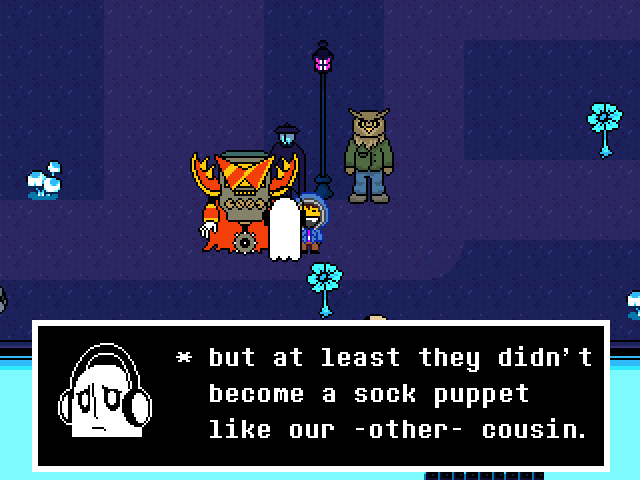 * but at least they didn't
become a sock puppet
like our -other- cousin.